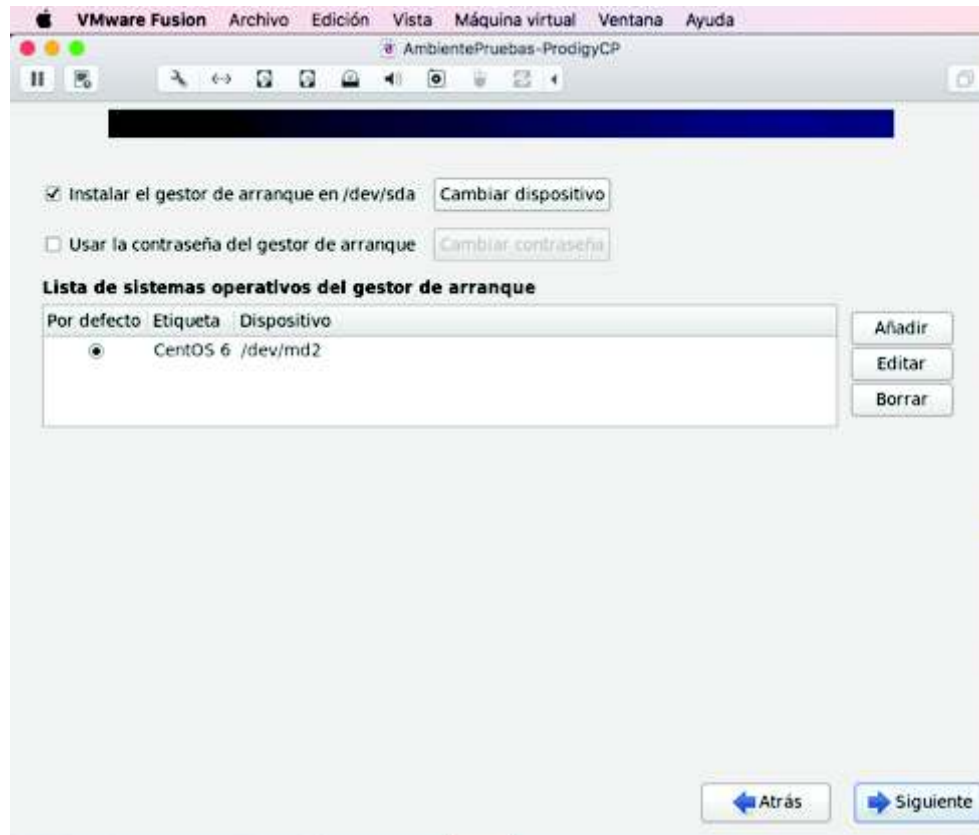 VMware Fusion Archivo Edición Vista Máquina virtual Ventana Ayuda
AmbientePruebas-ProdigyCP
Instalar el gestor de arranque en /dev/sda Cambiar dispositivo
Usar la contraseña del gestor de arranque Cambiar contraseña
Lista de sistemas operativos del gestor de arranque
Por defecto Etiqueta Dispositivo
CentOS 6 /dev/md2
Añadir
Editar
Borrar
Atrás Siguiente